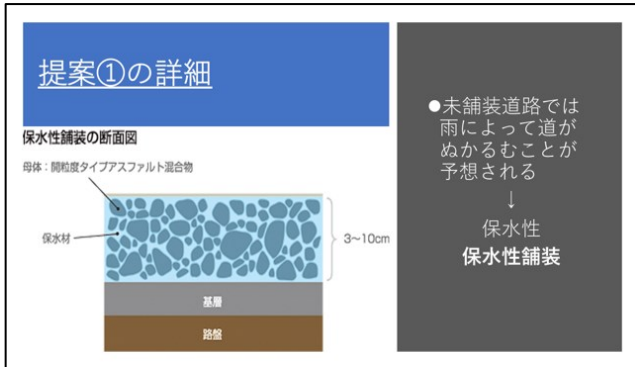 提案①の詳細
保水性舗装の断面図
母体：開粒度タイプアスファルト混合物
保水材
3〜10cm
基層
路盤
●未舗装道路では
雨によって道が
ぬかるむことが
予想される
↓
保水性
保水性舗装